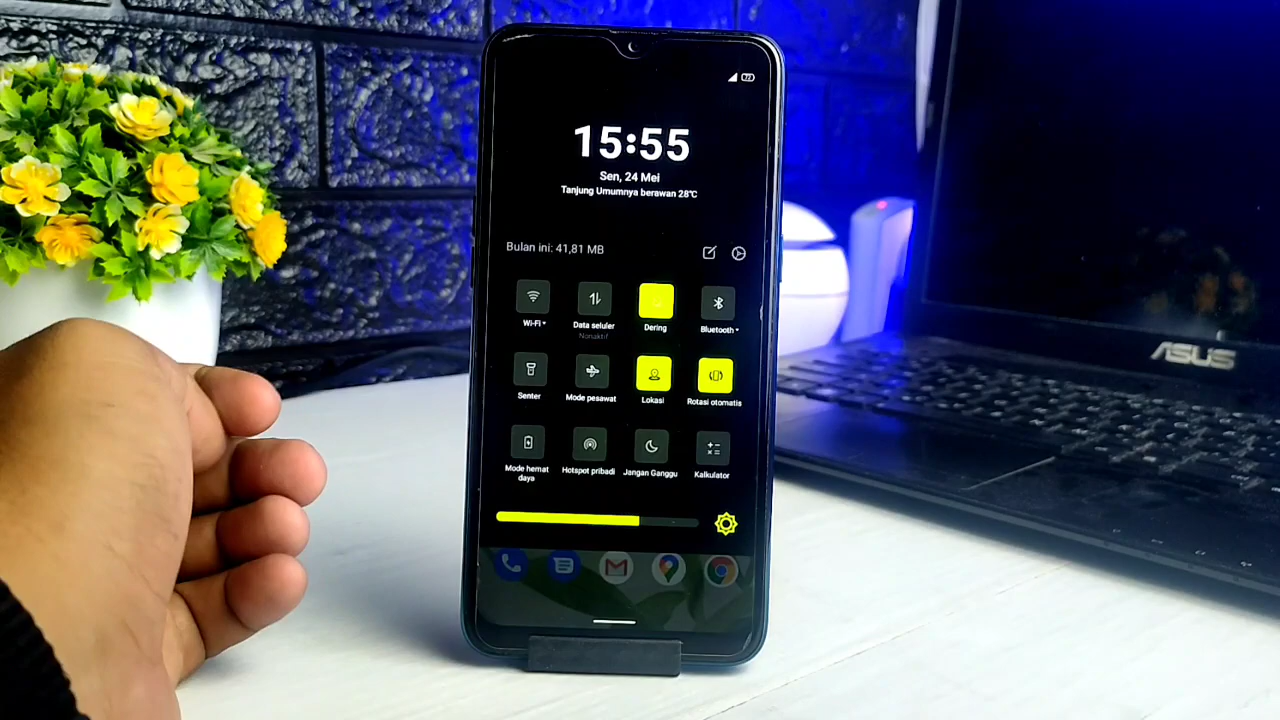 77
15:55
Sen, 24 Mei
Tanjung Umumnya berawan 28°C
Bulan ini: 41,81 MB
Wi-Fi
Data seluler
Nonaktif
Dering
Bluetooth
Senter
Mode pesawat
Lokasi
Rotasi otomatis
Mode hemat
daya
Hotspot pribadi
Jangan Ganggu
Kalkulator
ASUS